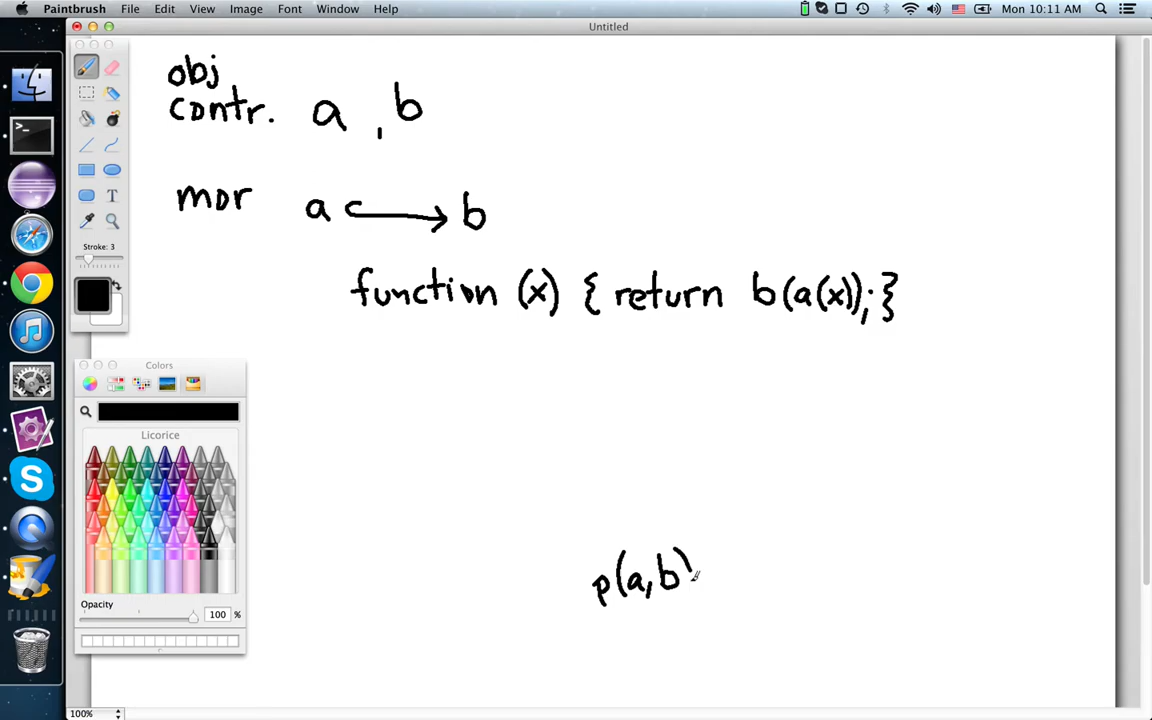 Paintbrush File Edit View Image Font Window Help Mon 10:11 AM
Untitled
obj
contr. a , b
mor a b
function (x) { return b(a(x)); }
Stroke: 3
Colors
Licorice
Opacity
100 %
p(a,b)
100%